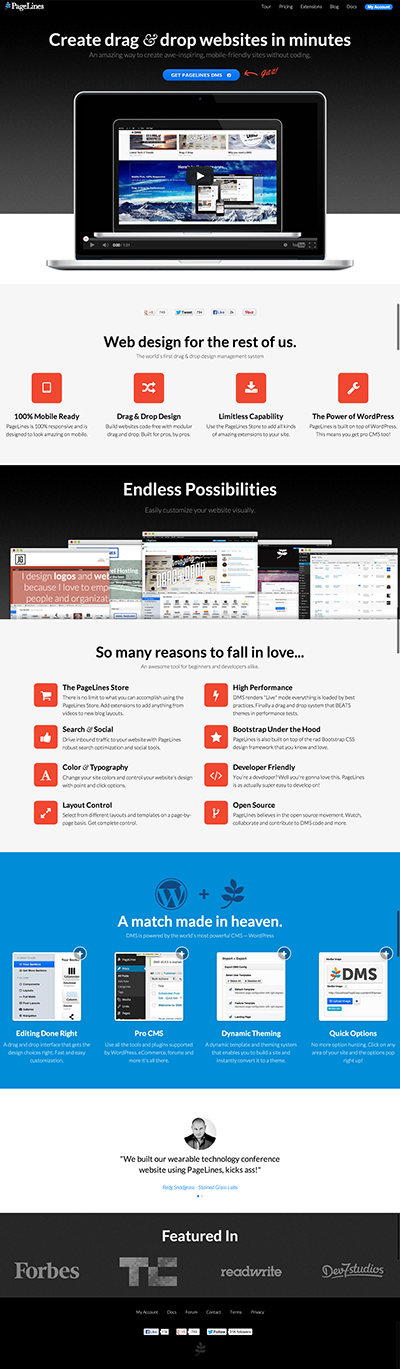 PageLines
Tour Pricing Extensions Blog Docs My Account
Create drag & drop websites in minutes
An amazing way to create awe-inspiring, mobile-friendly sites without coding.
GET PAGELINES DMS
Web design for the rest of us.
The world's first drag & drop design management system
100% Mobile Ready
PageLines is 100% responsive and is
designed to look amazing on mobile.
Drag & Drop Design
Build websites code-free with modular
drag and drop. Built for pros, by pros.
Limitless Capability
Use the PageLines Store to add all kinds
of amazing extensions to your site.
The Power of WordPress
PageLines is built on top of WordPress.
This means you get pro CMS too!
Endless Possibilities
Easily customize your website visually.
JG
I design logos and
because I love to
people and
So many reasons to fall in love...
An awesome tool for beginners and developers alike.
The PageLines Store
There is no limit to what you can accomplish using the
PageLines Store. Add extensions to add anything from
videos to new blog layouts.
High Performance
DMS renders "Live" mode everything is loaded by best
practices. Finally a drag and drop system that BEATS
themes in performance tests.
Search & Social
Drive inbound traffic to your website with PageLines
robust search optimization and social tools.
Bootstrap Under the Hood
PageLines is also built on top of the rad Bootstrap CSS
design framework that you know and love.
Color & Typography
Change your site colors and control your website's design
with point and click options.
Developer Friendly
You're a developer? Well you're gonna love this. PageLines
is as actually super easy to develop on!
Layout Control
Select from different layouts and templates on a page-by-
page basis. Get complete control.
Open Source
PageLines believes in the open source movement. Watch,
collaborate and contribute to DMS code and more.
A match made in heaven.
DMS is powered by the world's most powerful CMS — WordPress
DMS
Editing Done Right
A drag and drop interface that gets the
design choices right. Fast and easy
customization.
Pro CMS
Use all the tools and plugins supported
by WordPress. eCommerce, forums and
more it's all there.
Dynamic Theming
A dynamic template and theming system
that enables you to build a site and
instantly convert it to a theme.
Quick Options
No more option hunting. Click on any
area of your site and the options pop
right up!
"We built our wearable technology conference
website using PageLines, kicks ass!"
Redg Snodgrass - Stained Glass Labs
Featured In
Forbes
TC
readwrite
Dev7studios
My Account Docs Forum Contact Terms Privacy